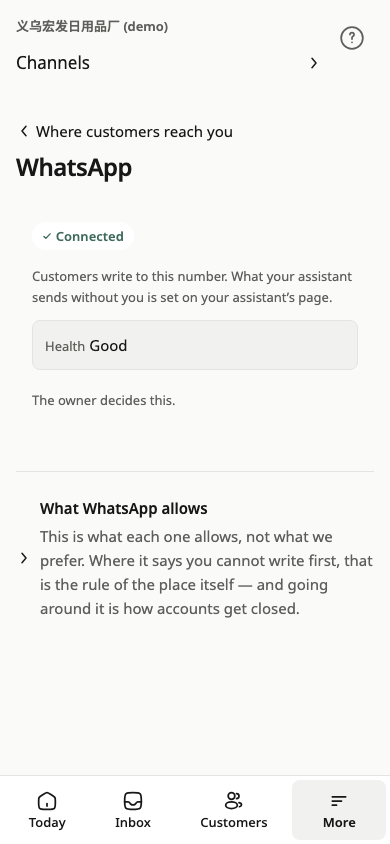 义乌宏发日用品厂 (demo)
Channels
Where customers reach you
WhatsApp
Connected
Customers write to this number. What your assistant
sends without you is set on your assistant’s page.
Health Good
The owner decides this.
What WhatsApp allows
This is what each one allows, not what we
prefer. Where it says you cannot write first, that
is the rule of the place itself — and going
around it is how accounts get closed.
Today
Inbox
Customers
More